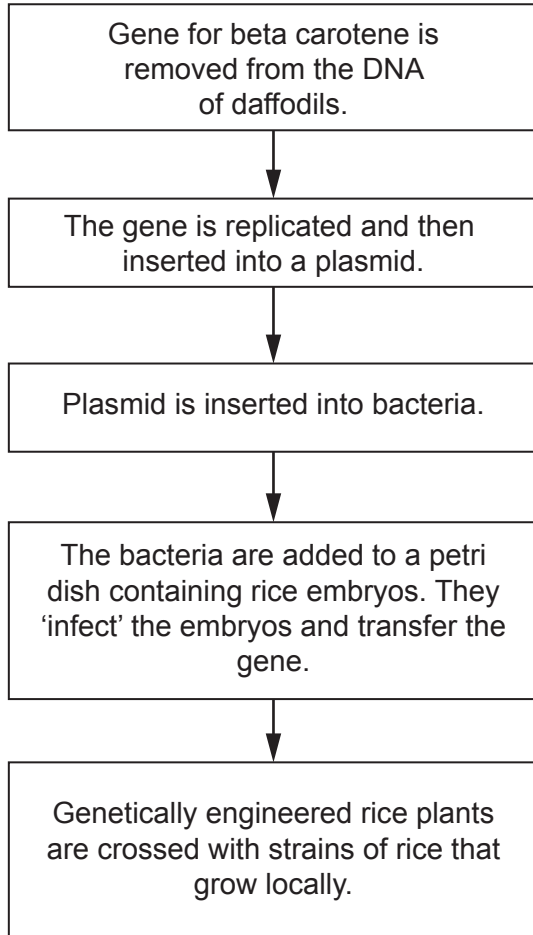 Gene for beta carotene is
removed from the DNA
of daffodils.
The gene is replicated and then
inserted into a plasmid.
Plasmid is inserted into bacteria.
The bacteria are added to a petri
dish containing rice embryos. They
‘infect’ the embryos and transfer the
gene.
Genetically engineered rice plants
are crossed with strains of rice that
grow locally.